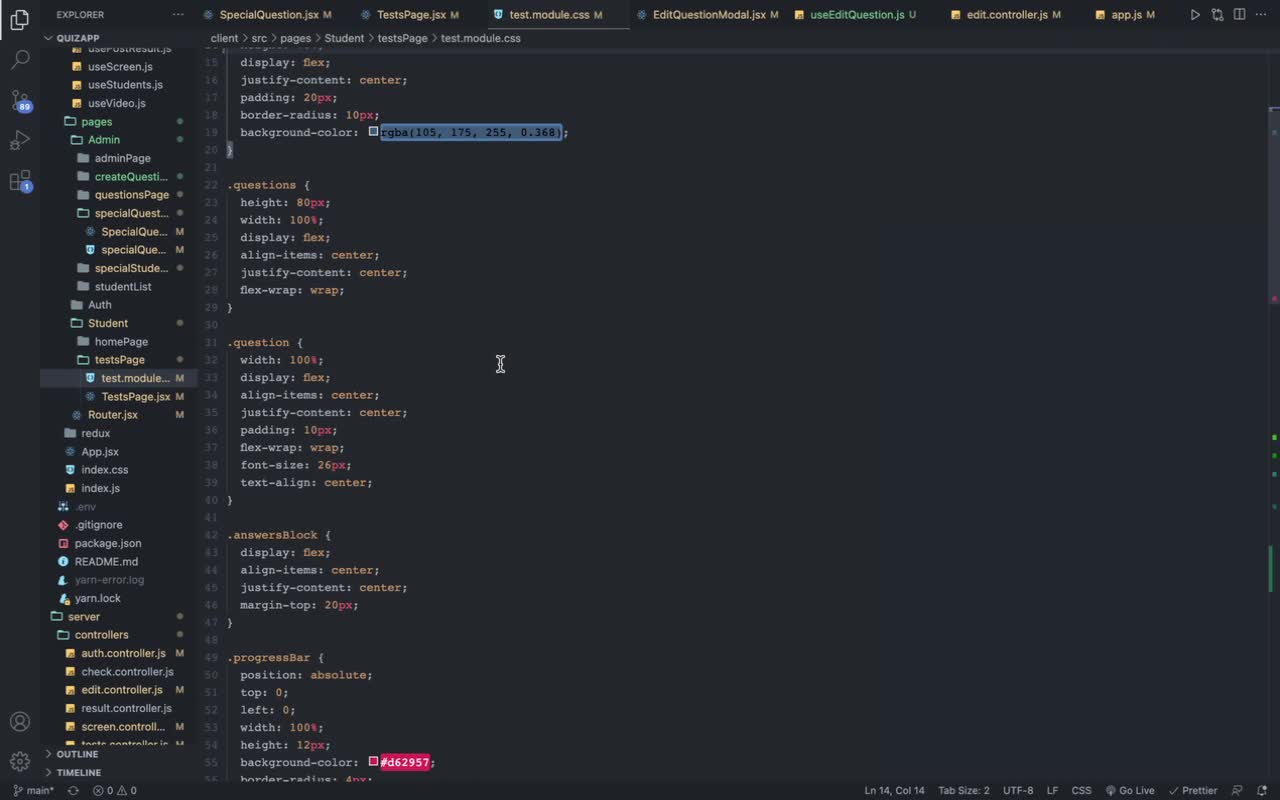 EXPLORER
SpecialQuestion.jsx M
TestsPage.jsx M
test.module.css M
EditQuestionModal.jsx M
useEditQuestion.js U
edit.controller.js M
app.js M
QUIZAPP
client > src > pages > Student > testsPage > test.module.css
usePostResult.js
useScreen.js
useStudents.js
useVideo.js
pages
Admin
adminPage
createQuesti...
questionsPage
specialQuest...
SpecialQue... M
specialQue... M
specialStude...
studentList
Auth
Student
homePage
testsPage
test.module... M
TestsPage.jsx M
Router.jsx M
redux
App.jsx
index.css
index.js
.env
.gitignore
package.json
README.md
yarn-error.log
yarn.lock
server
controllers
auth.controller.js M
check.controller.js
edit.controller.js M
result.controller.js
screen.controll... M
tests.controller.js M
OUTLINE
TIMELINE
89
1
15 display: flex;
16 justify-content: center;
17 padding: 20px;
18 border-radius: 10px;
19 background-color: rgba(105, 175, 255, 0.368);
20 }
21
22 .questions {
23 height: 80px;
24 width: 100%;
25 display: flex;
26 align-items: center;
27 justify-content: center;
28 flex-wrap: wrap;
29 }
30
31 .question {
32 width: 100%;
33 display: flex;
34 align-items: center;
35 justify-content: center;
36 padding: 10px;
37 flex-wrap: wrap;
38 font-size: 26px;
39 text-align: center;
40 }
41
42 .answersBlock {
43 display: flex;
44 align-items: center;
45 justify-content: center;
46 margin-top: 20px;
47 }
48
49 .progressBar {
50 position: absolute;
51 top: 0;
52 left: 0;
53 width: 100%;
54 height: 12px;
55 background-color: #d62957;
56 border-radius: 4px;
main* 0 0 Ln 14, Col 14 Tab Size: 2 UTF-8 LF CSS Go Live Prettier